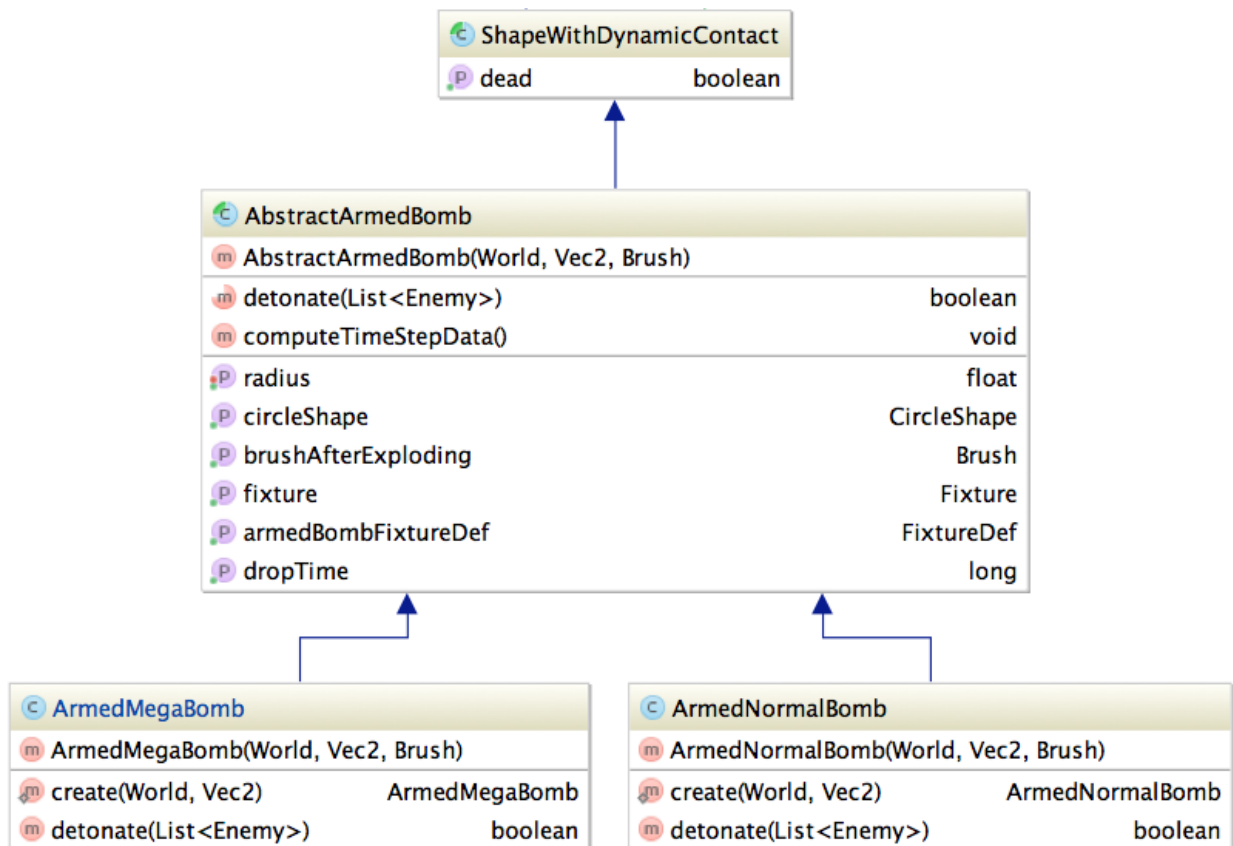 ShapeWithDynamicContact
dead boolean
AbstractArmedBomb
AbstractArmedBomb(World, Vec2, Brush)
detonate(List<Enemy>) boolean
computeTimeStepData() void
radius float
circleShape CircleShape
brushAfterExploding Brush
fixture Fixture
armedBombFixtureDef FixtureDef
dropTime long
ArmedMegaBomb
ArmedMegaBomb(World, Vec2, Brush)
create(World, Vec2) ArmedMegaBomb
detonate(List<Enemy>) boolean
ArmedNormalBomb
ArmedNormalBomb(World, Vec2, Brush)
create(World, Vec2) ArmedNormalBomb
detonate(List<Enemy>) boolean